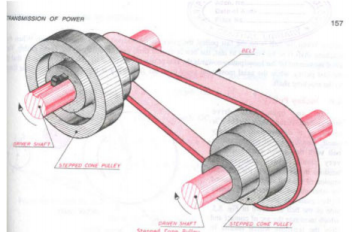 TRANSMISSION OF POWER
157
BELT
DRIVER SHAFT
STEPPED CONE PULLEY
DRIVEN SHAFT
STEPPED CONE PULLEY
Stepped Cone Pulley